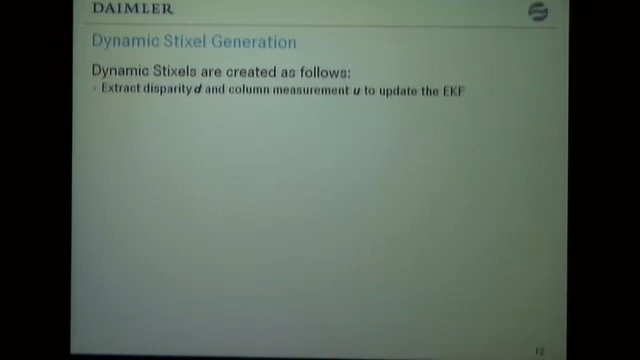 DAIMLER
Dynamic Stixel Generation
Dynamic Stixels are created as follows:
· Extract disparity d and column measurement u to update the EKF
12